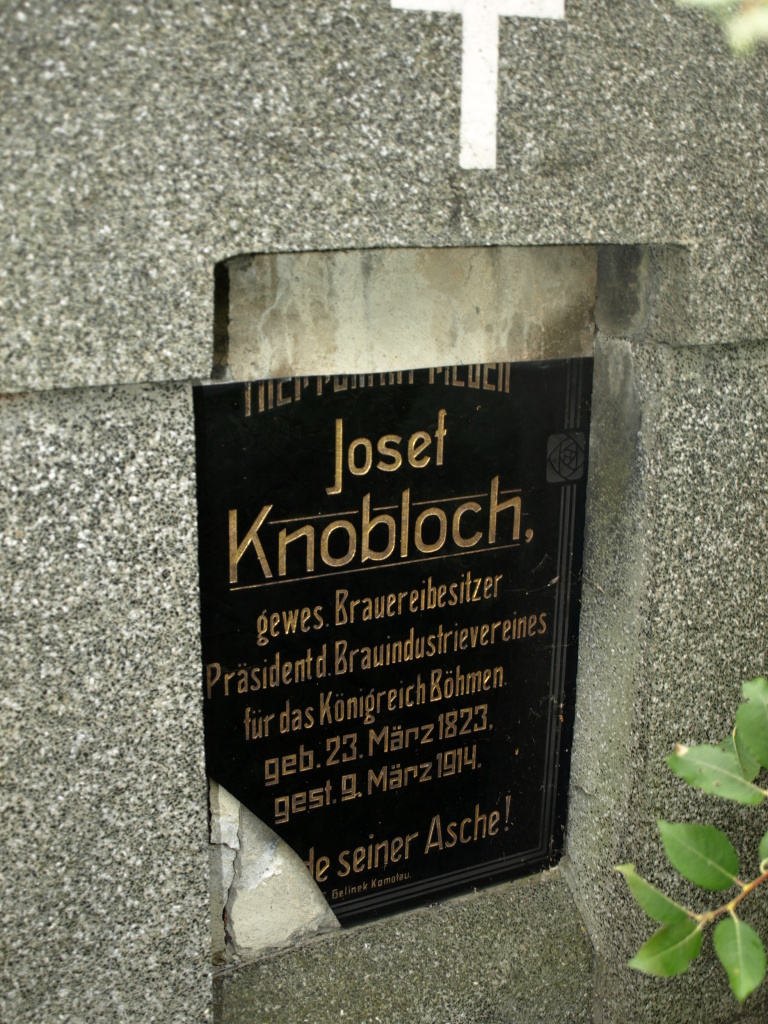 Josef
Knobloch,
gewes. Brauereibesitzer
Präsident d. Brauindustrievereines
für das Königreich Böhmen.
geb. 23. März 1823.
gest. 9. März 1914.
de seiner Asche!
Gelinek Komotau.